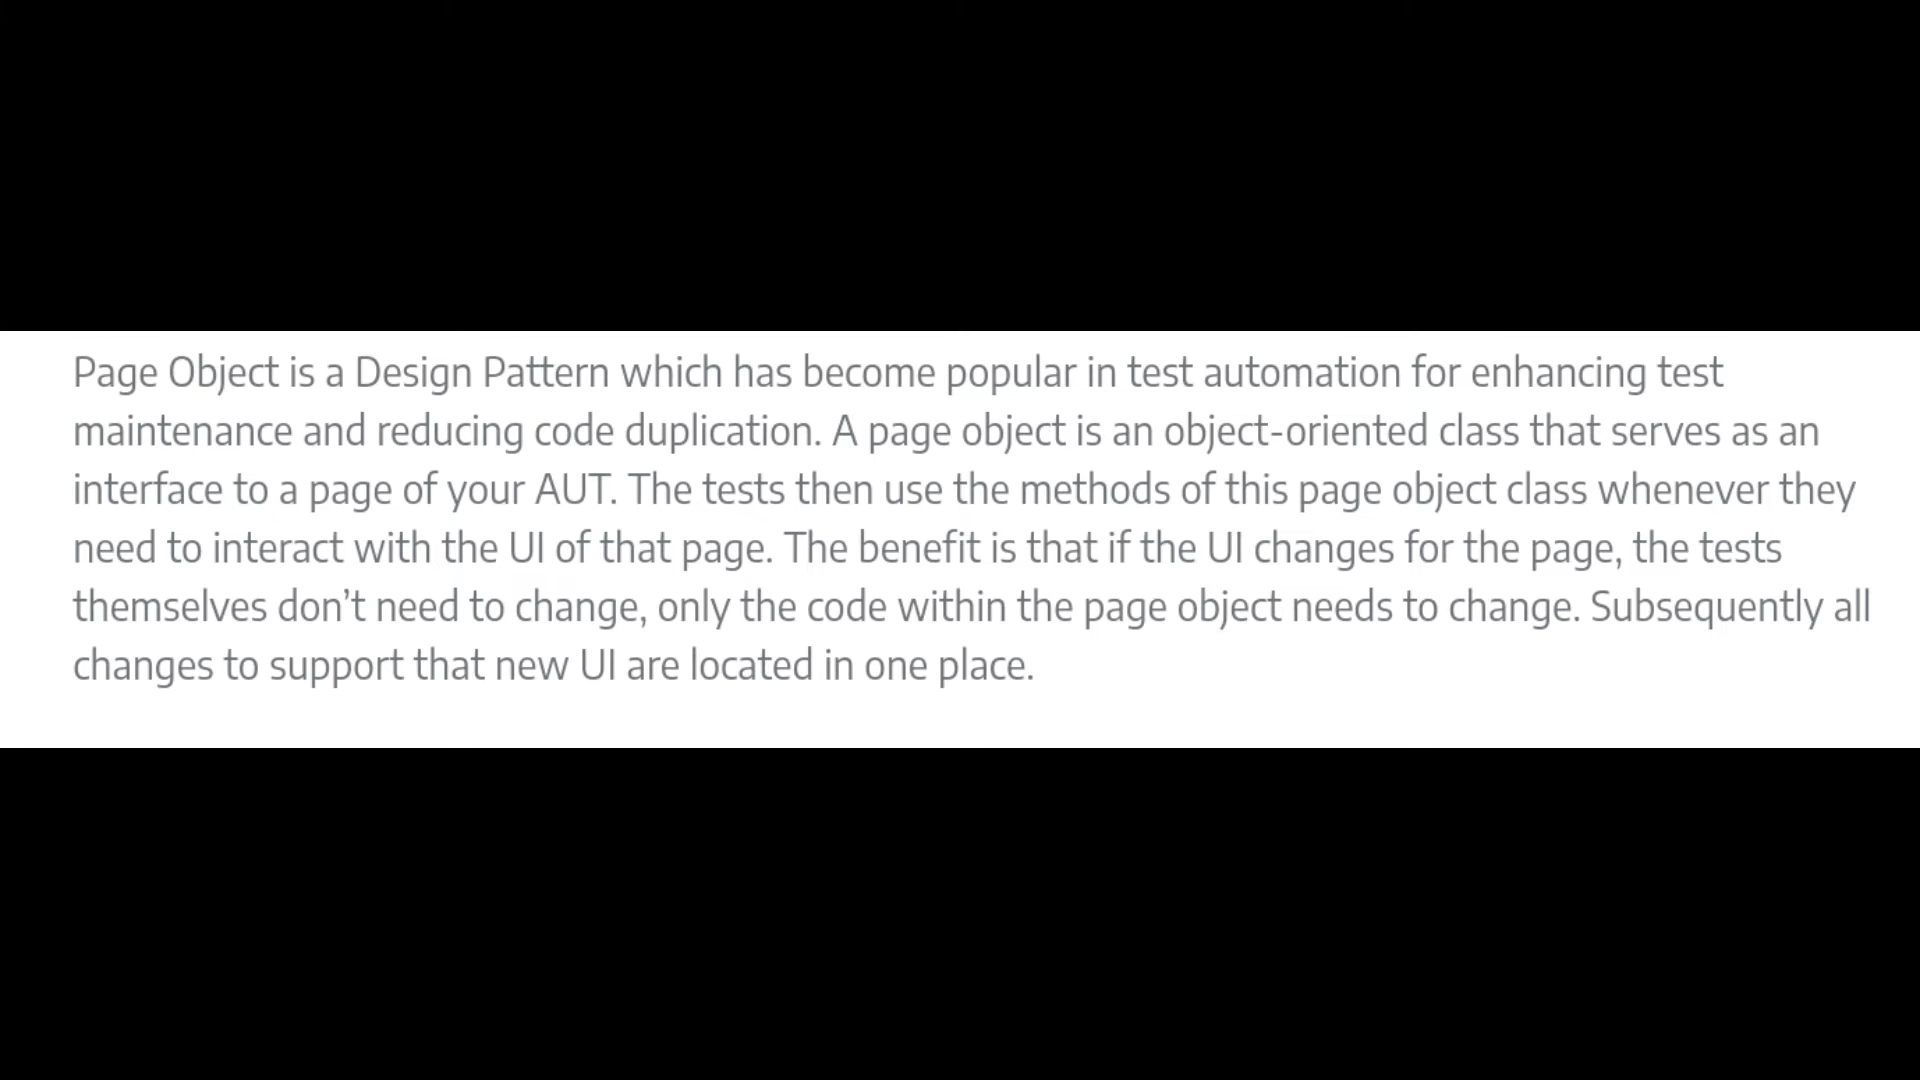 Page Object is a Design Pattern which has become popular in test automation for enhancing test
maintenance and reducing code duplication. A page object is an object-oriented class that serves as an
interface to a page of your AUT. The tests then use the methods of this page object class whenever they
need to interact with the UI of that page. The benefit is that if the UI changes for the page, the tests
themselves don’t need to change, only the code within the page object needs to change. Subsequently all
changes to support that new UI are located in one place.